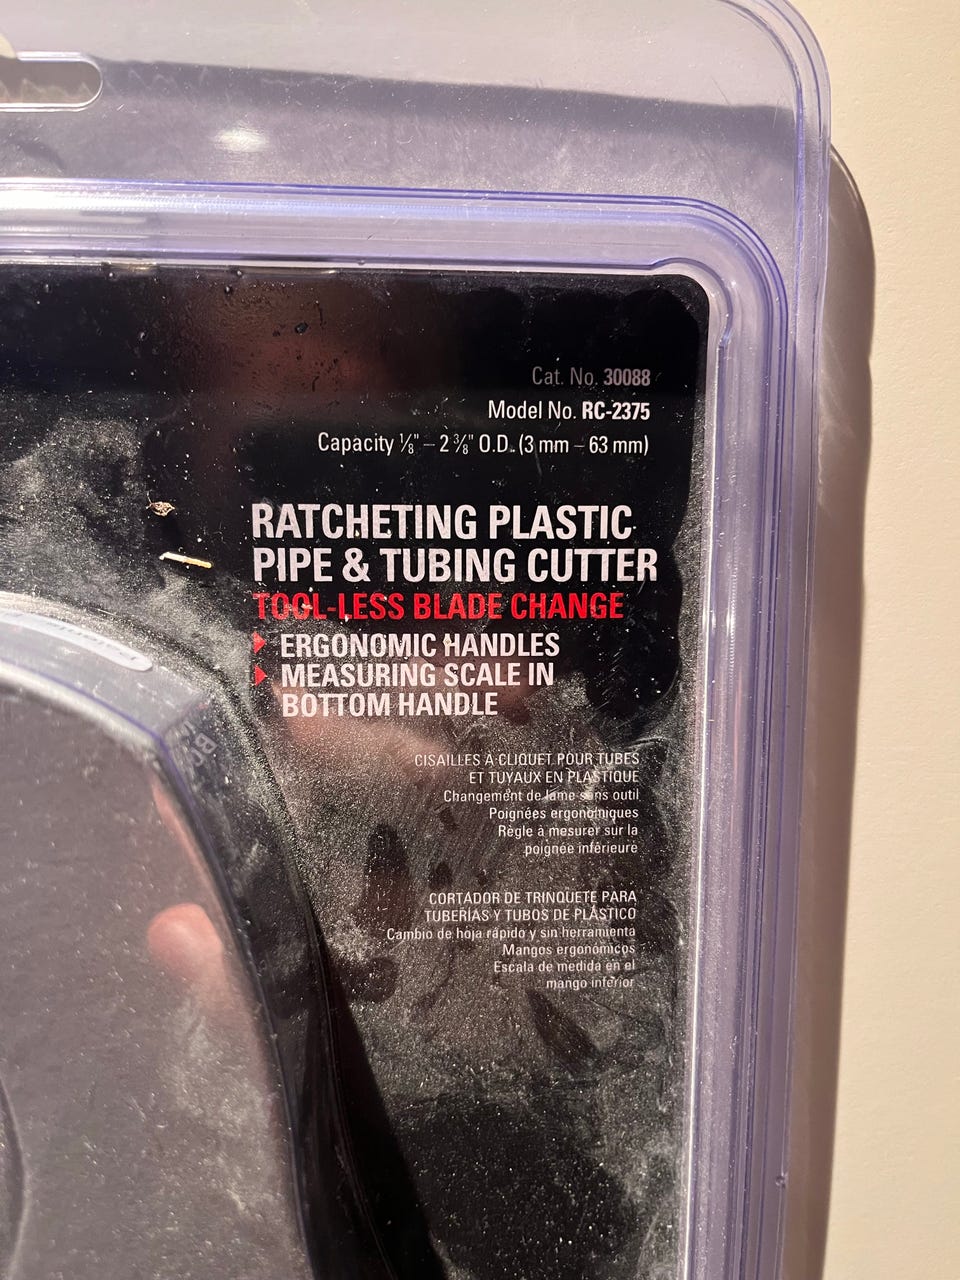 Cat. No. 30088
Model No. RC-2375
Capacity ⅛" – 2 ⅜" O.D. (3 mm – 63 mm)
RATCHETING PLASTIC
PIPE & TUBING CUTTER
TOOL-LESS BLADE CHANGE
ERGONOMIC HANDLES
MEASURING SCALE IN
BOTTOM HANDLE
CISAILLES À CLIQUET POUR TUBES
ET TUYAUX EN PLASTIQUE
Changement de lame sans outil
Poignées ergonomiques
Règle à mesurer sur la
poignée inférieure
CORTADOR DE TRINQUETE PARA
TUBERÍAS Y TUBOS DE PLÁSTICO
Cambio de hoja rápido y sin herramienta
Mangos ergonómicos
Escala de medida en el
mango inferior